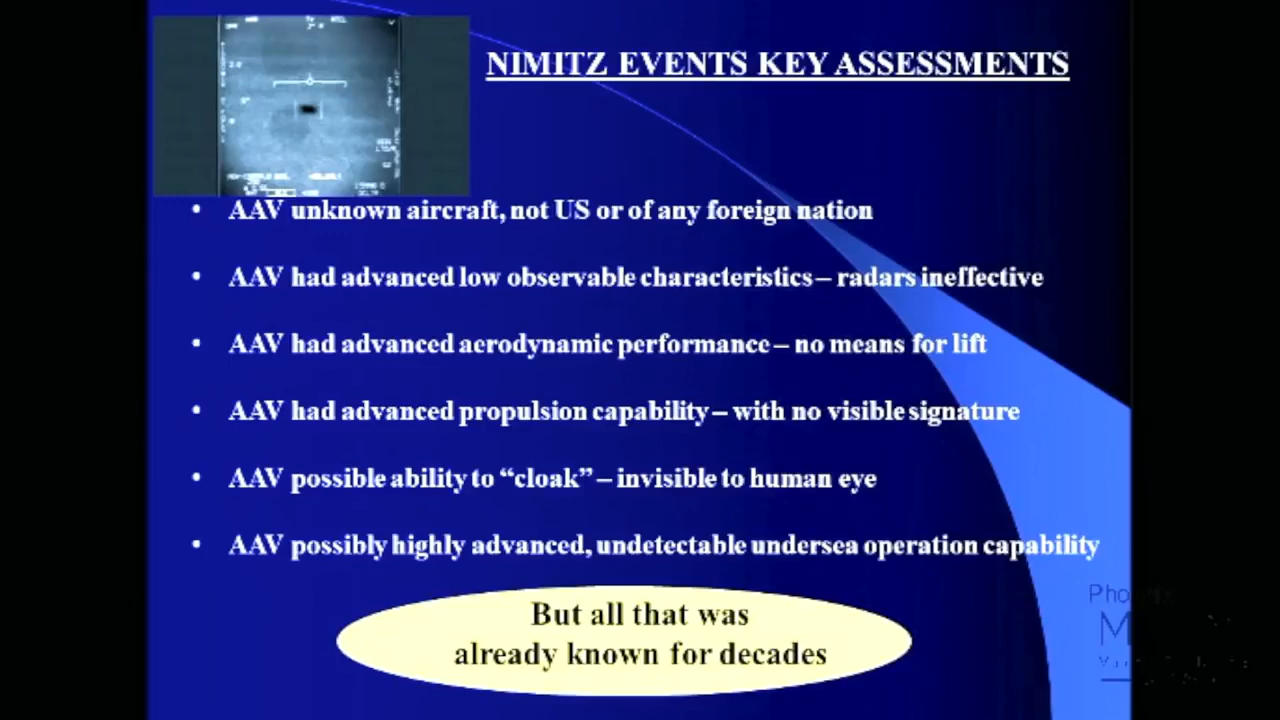 NIMITZ EVENTS KEY ASSESSMENTS
• AAV unknown aircraft, not US or of any foreign nation
• AAV had advanced low observable characteristics – radars ineffective
• AAV had advanced aerodynamic performance – no means for lift
• AAV had advanced propulsion capability – with no visible signature
• AAV possible ability to “cloak” – invisible to human eye
• AAV possibly highly advanced, undetectable undersea operation capability
But all that was
already known for decades